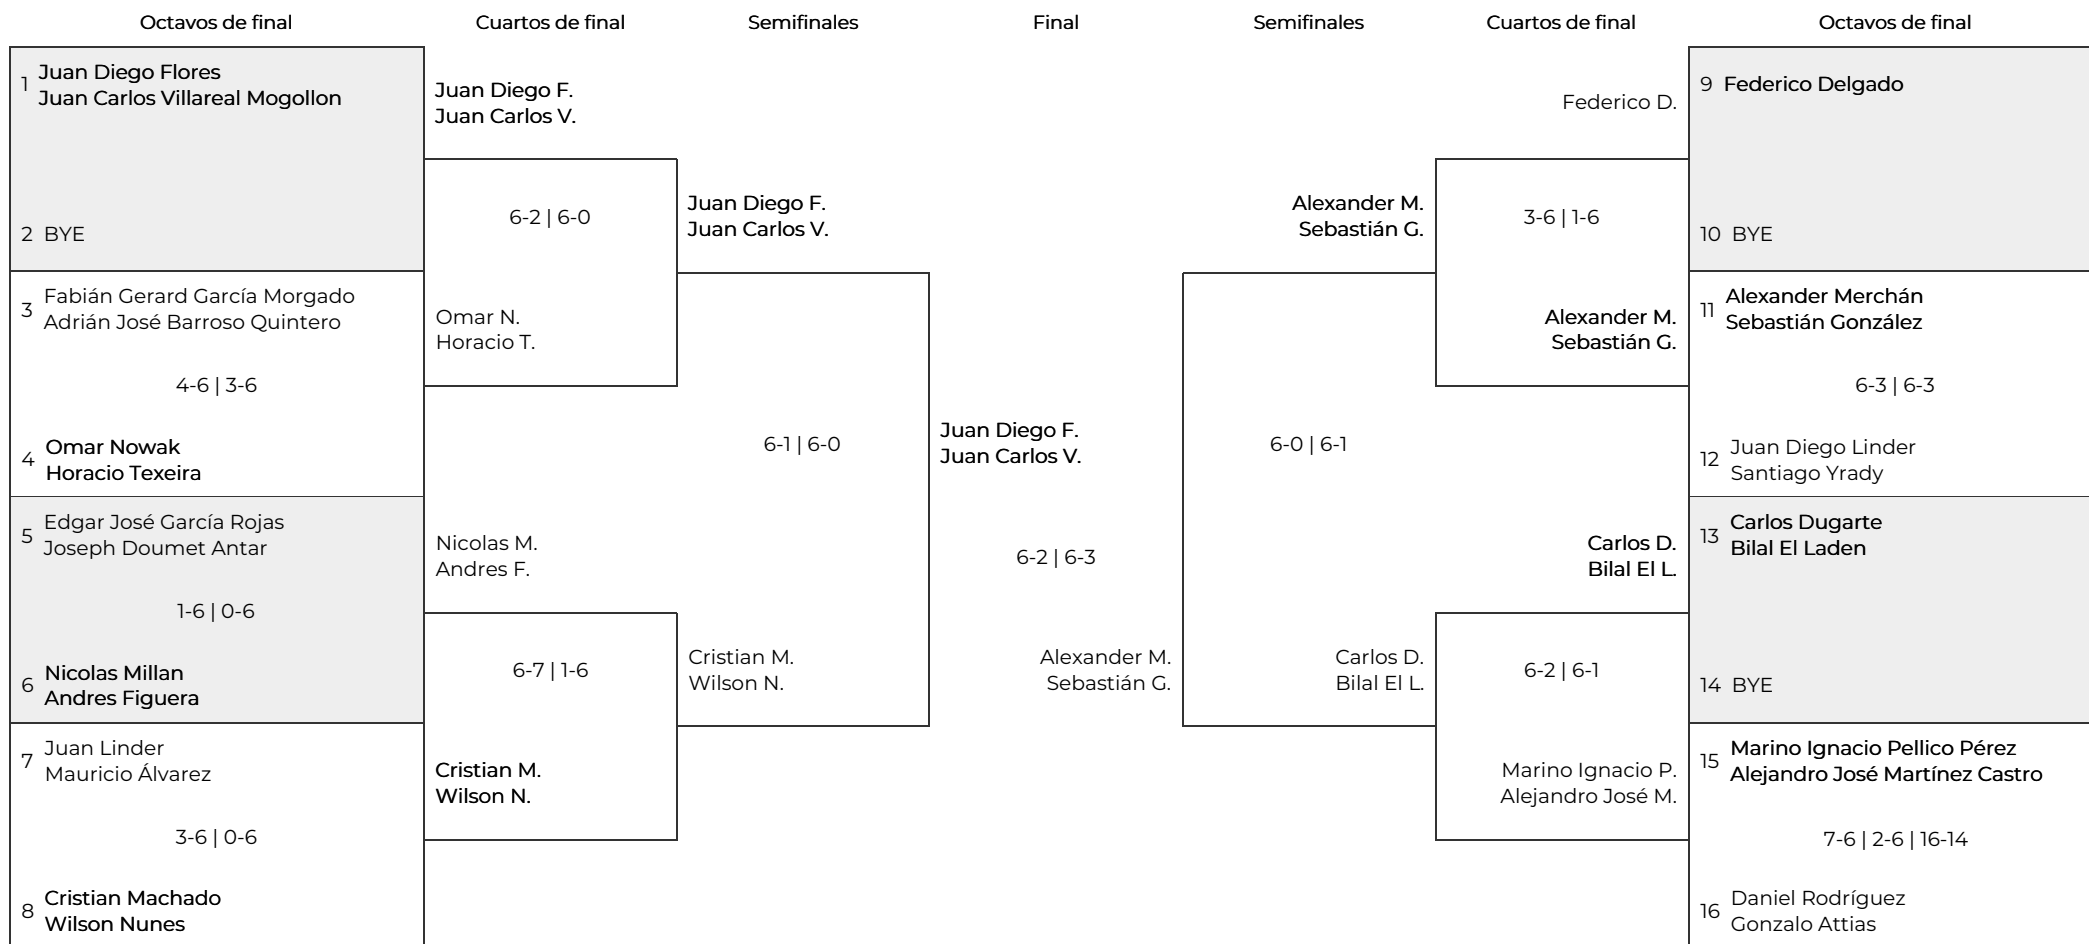 Octavos de final
Cuartos de final
Semifinales
Final
Semifinales
Cuartos de final
Octavos de final
1 Juan Diego Flores
Juan Carlos Villareal Mogollon
2 BYE
3 Fabián Gerard García Morgado
Adrián José Barroso Quintero
4-6 | 3-6
4 Omar Nowak
Horacio Texeira
5 Edgar José García Rojas
Joseph Doumet Antar
1-6 | 0-6
6 Nicolas Millan
Andres Figuera
7 Juan Linder
Mauricio Álvarez
3-6 | 0-6
8 Cristian Machado
Wilson Nunes
Juan Diego F.
Juan Carlos V.
6-2 | 6-0
Omar N.
Horacio T.
Nicolas M.
Andres F.
6-7 | 1-6
Cristian M.
Wilson N.
Juan Diego F.
Juan Carlos V.
6-1 | 6-0
Cristian M.
Wilson N.
Juan Diego F.
Juan Carlos V.
6-2 | 6-3
Alexander M.
Sebastián G.
Alexander M.
Sebastián G.
6-0 | 6-1
Carlos D.
Bilal El L.
Federico D.
3-6 | 1-6
Alexander M.
Sebastián G.
Carlos D.
Bilal El L.
6-2 | 6-1
Marino Ignacio P.
Alejandro José M.
9 Federico Delgado
10 BYE
11 Alexander Merchán
Sebastián González
6-3 | 6-3
12 Juan Diego Linder
Santiago Yrady
13 Carlos Dugarte
Bilal El Laden
14 BYE
15 Marino Ignacio Pellico Pérez
Alejandro José Martínez Castro
7-6 | 2-6 | 16-14
16 Daniel Rodríguez
Gonzalo Attias